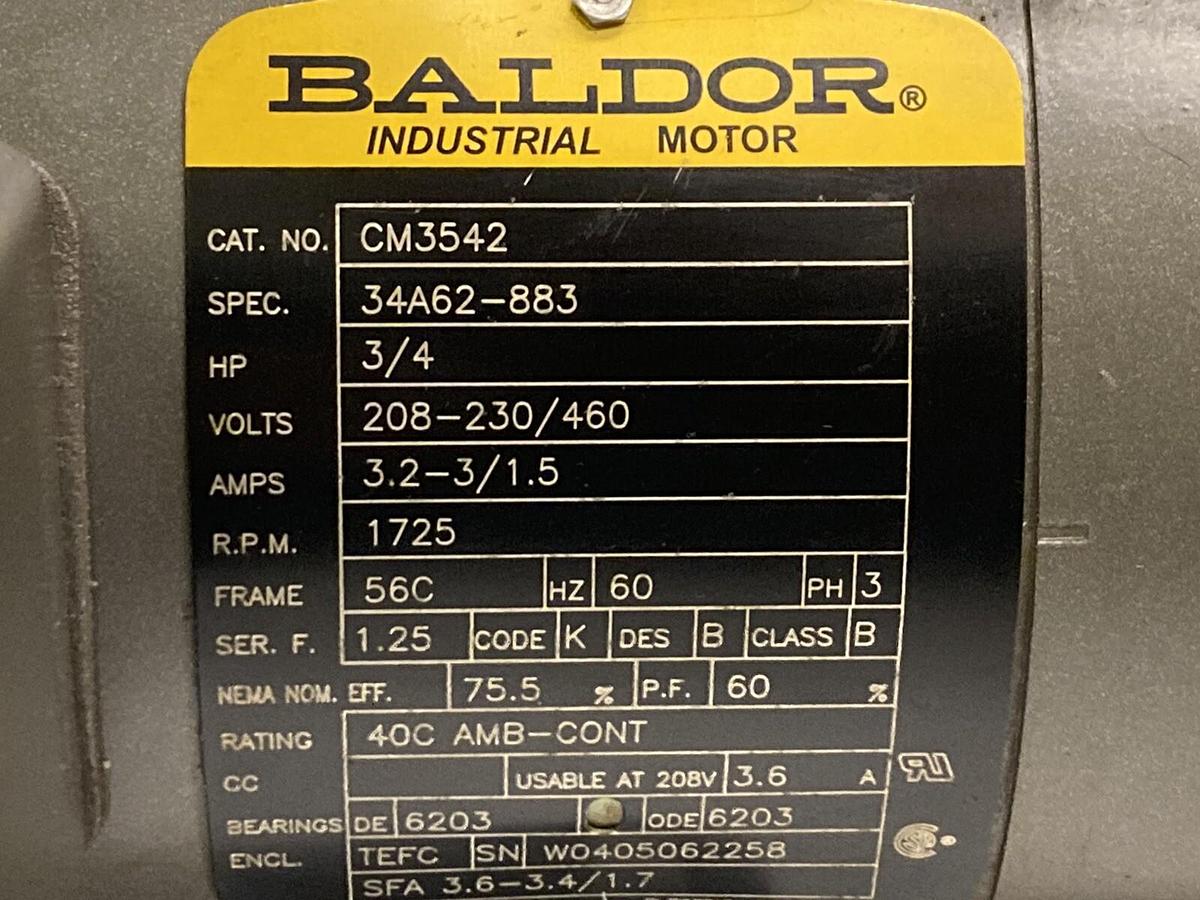 BALDOR®
INDUSTRIAL MOTOR
CAT. NO. CM3542
SPEC. 34A62-883
HP 3/4
VOLTS 208-230/460
AMPS 3.2-3/1.5
R.P.M. 1725
FRAME 56C HZ 60 PH 3
SER. F. 1.25 CODE K DES B CLASS B
NEMA NOM. EFF. 75.5 % P.F. 60 %
RATING 40C AMB-CONT
CC USABLE AT 208V 3.6 A
BEARINGS DE 6203 ODE 6203
ENCL. TEFC SN W0405062258
SFA 3.6-3.4/1.7